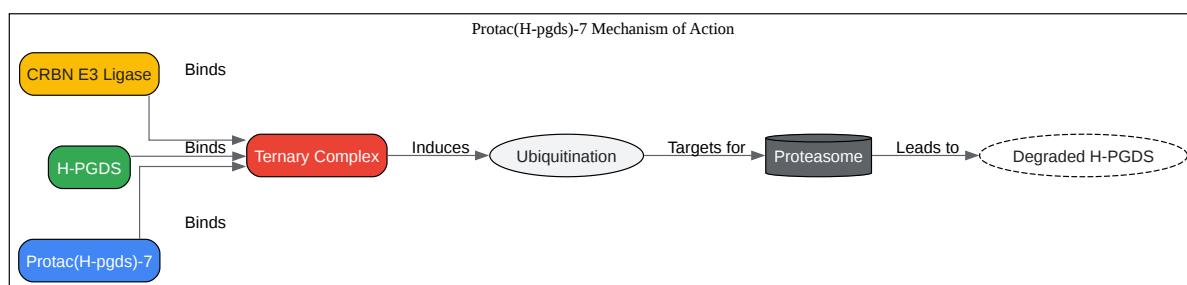 Protac(H-pgds)-7 Mechanism of Action
CRBN E3 Ligase
Binds
H-PGDS
Binds
Ternary Complex
Induces
Ubiquitination
Targets for
Proteasome
Leads to
Degraded H-PGDS
Binds
Protac(H-pgds)-7